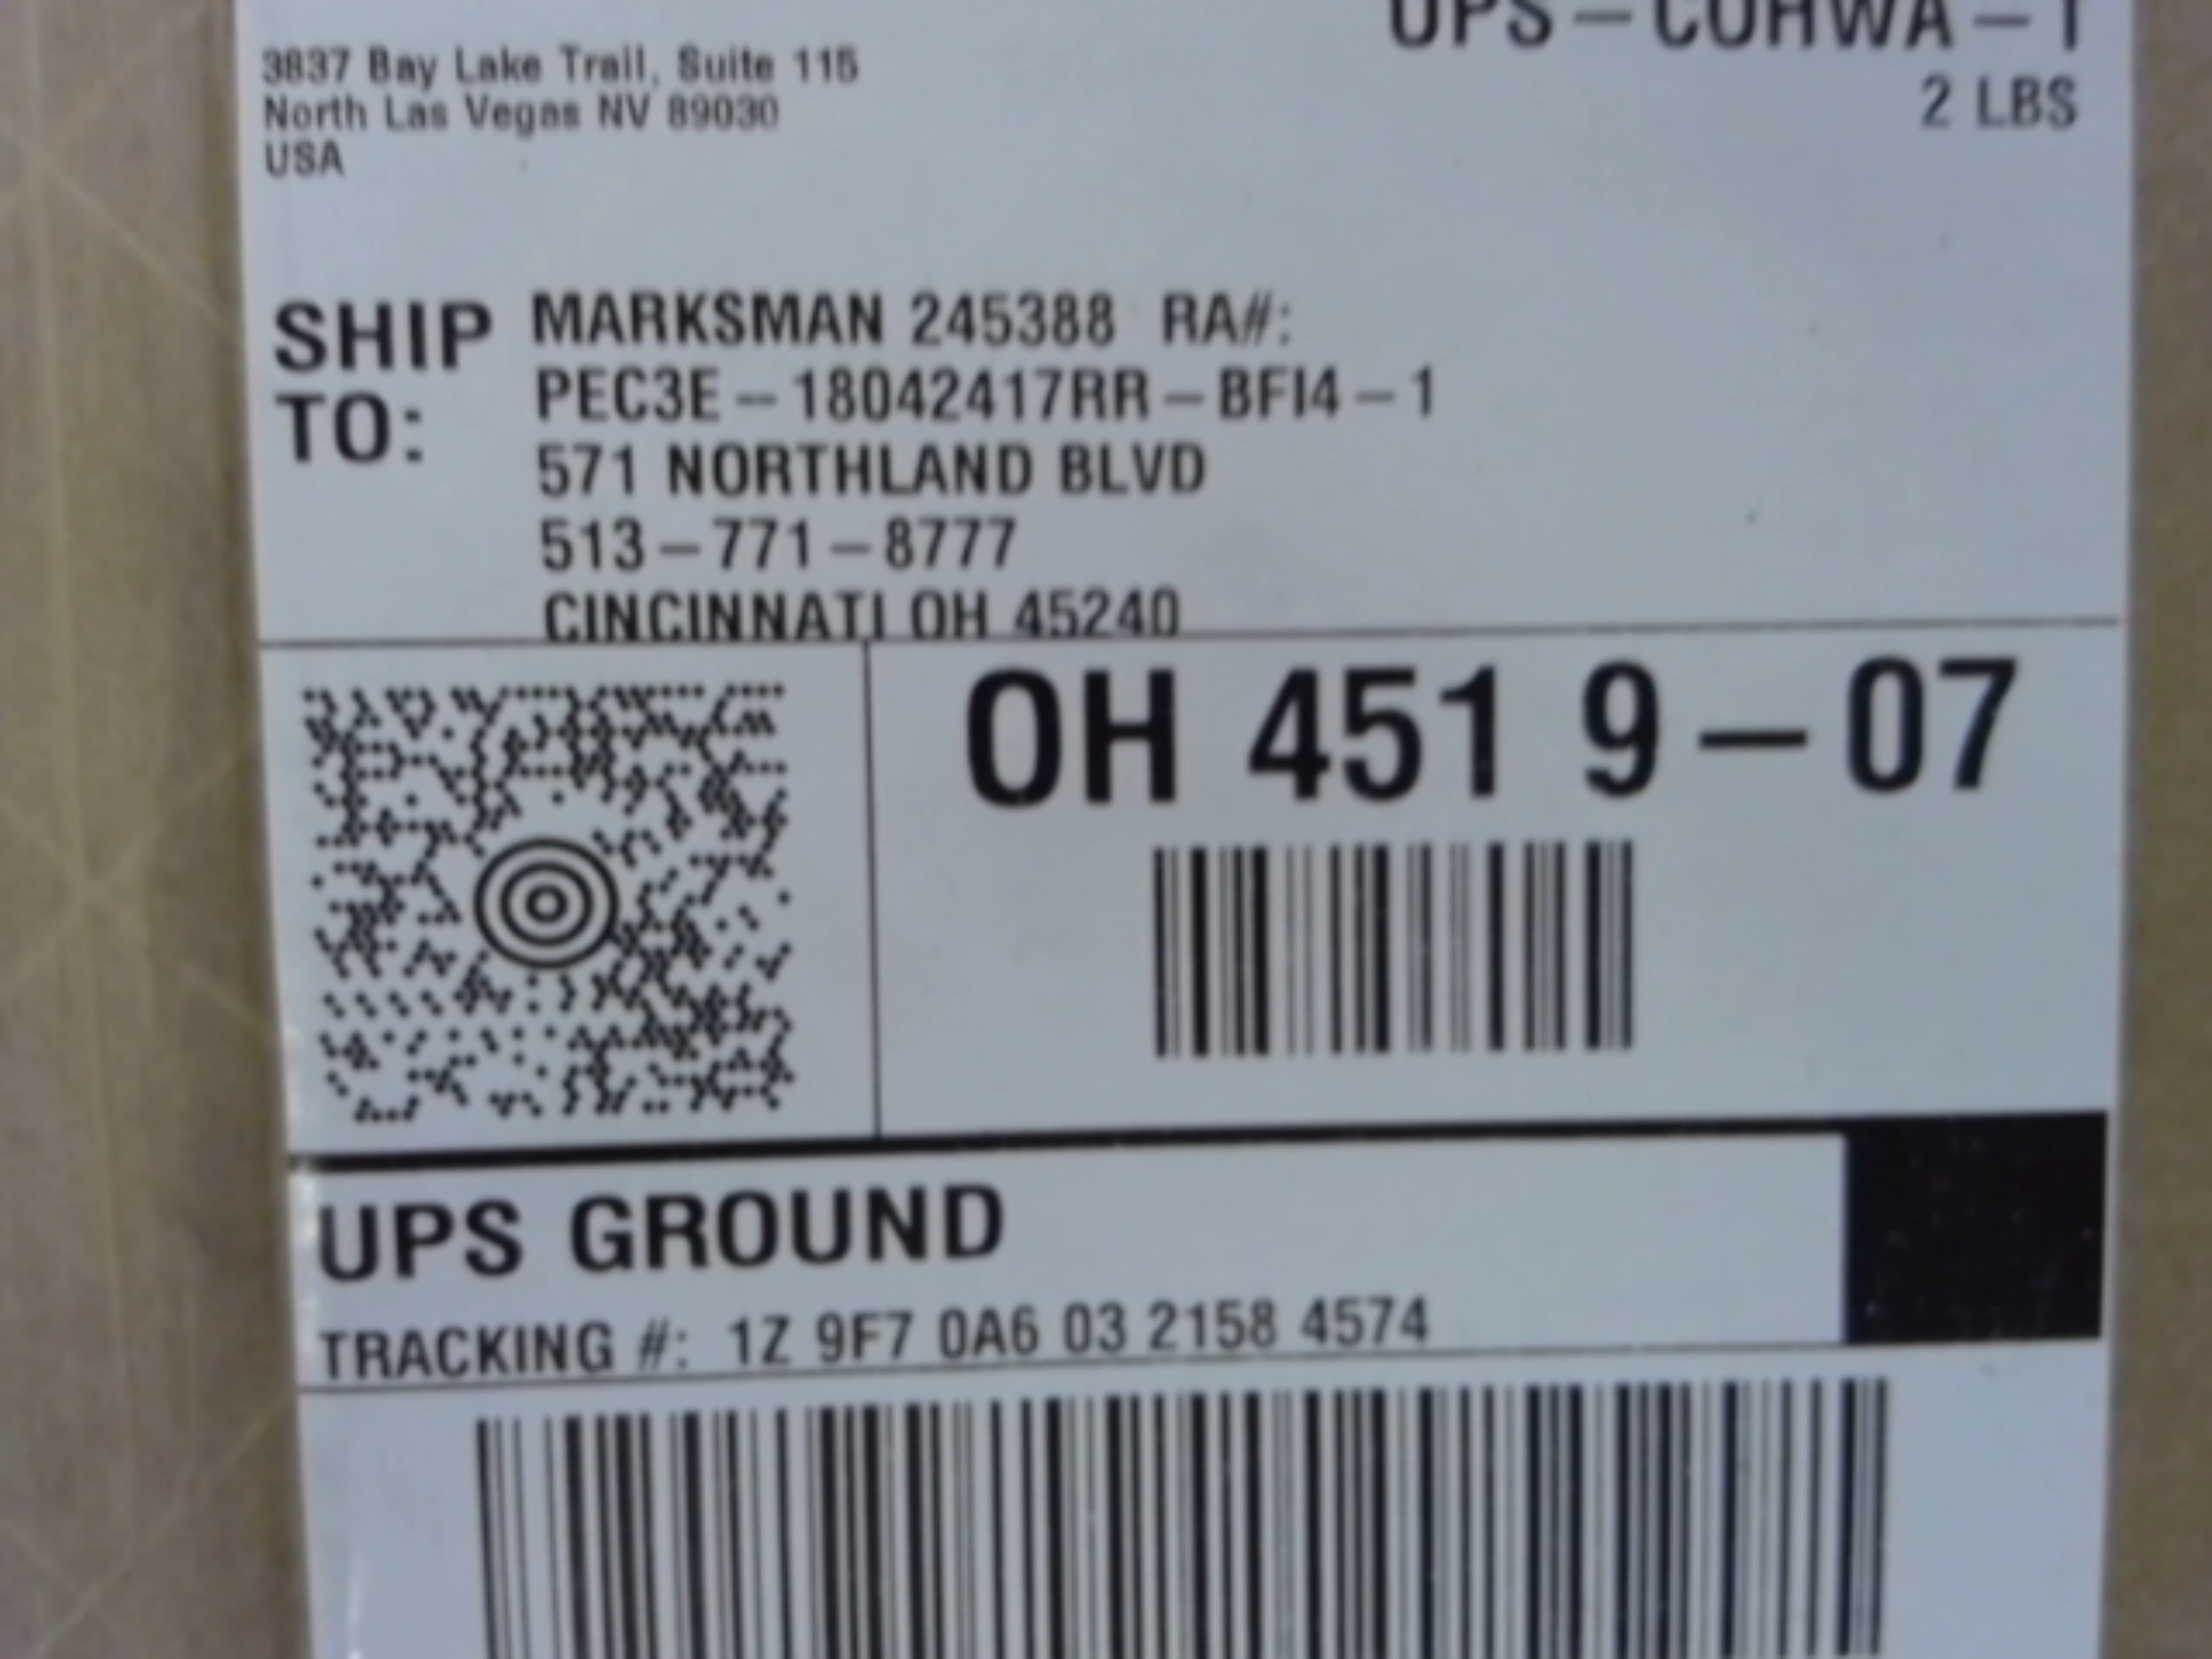 3837 Bay Lake Trail, Suite 115
North Las Vegas NV 89030
USA
UPS-COHWA-1
2 LBS
SHIP TO:
MARKSMAN 245388 RA#:
PEC3E-18042417RR-BFI4-1
571 NORTHLAND BLVD
513-771-8777
CINCINNATI OH 45240
OH 451 9-07
UPS GROUND
TRACKING #: 1Z 9F7 0A6 03 2158 4574